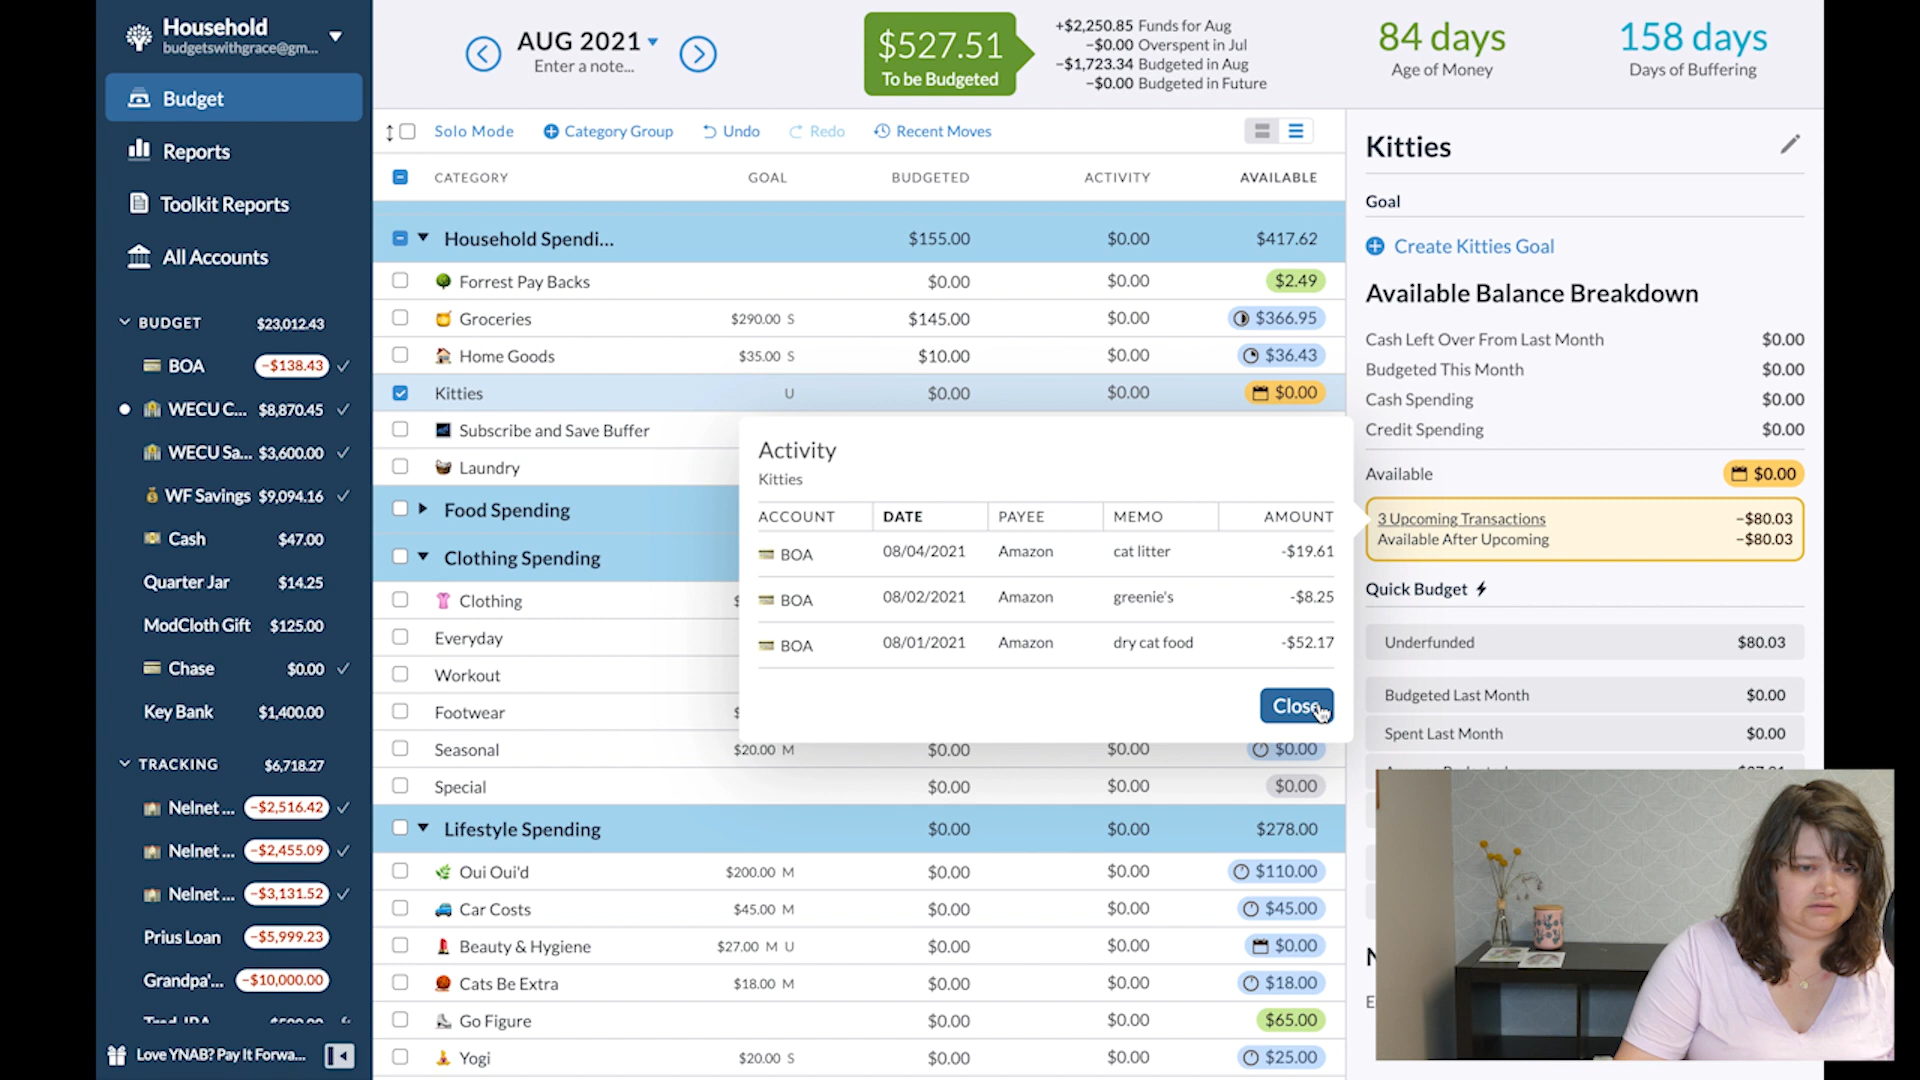 Household
budgetswithgrace@gm...
Budget
Reports
Toolkit Reports
All Accounts
BUDGET $23,012.43
BOA -$138.43
WECU C... $8,870.45
WECU Sa... $3,600.00
WF Savings $9,094.16
Cash $47.00
Quarter Jar $14.25
ModCloth Gift $125.00
Chase $0.00
Key Bank $1,400.00
TRACKING $6,718.27
Nelnet ... -$2,516.42
Nelnet ... -$2,455.09
Nelnet ... -$3,131.52
Prius Loan -$5,999.23
Grandpa'... -$10,000.00
Love YNAB? Pay It Forwa...
AUG 2021
Enter a note...
$527.51
To be Budgeted
+$2,250.85 Funds for Aug
-$0.00 Overspent in Jul
-$1,723.34 Budgeted in Aug
-$0.00 Budgeted in Future
84 days
Age of Money
158 days
Days of Buffering
Solo Mode Category Group Undo Redo Recent Moves
CATEGORY GOAL BUDGETED ACTIVITY AVAILABLE
Household Spendi... $155.00 $0.00 $417.62
Forrest Pay Backs $0.00 $0.00 $2.49
Groceries $290.00 S $145.00 $0.00 $366.95
Home Goods $35.00 S $10.00 $0.00 $36.43
Kitties U $0.00 $0.00 $0.00
Subscribe and Save Buffer
Laundry
Food Spending
Clothing Spending
Clothing $
Everyday
Workout
Footwear $
Seasonal $20.00 M $0.00 $0.00 $0.00
Special $0.00 $0.00 $0.00
Lifestyle Spending $0.00 $0.00 $278.00
Oui Oui'd $200.00 M $0.00 $0.00 $110.00
Car Costs $45.00 M $0.00 $0.00 $45.00
Beauty & Hygiene $27.00 M U $0.00 $0.00 $0.00
Cats Be Extra $18.00 M $0.00 $0.00 $18.00
Go Figure $0.00 $0.00 $65.00
Yogi $20.00 S $0.00 $0.00 $25.00
Activity
Kitties
ACCOUNT DATE PAYEE MEMO AMOUNT
BOA 08/04/2021 Amazon cat litter -$19.61
BOA 08/02/2021 Amazon greenie's -$8.25
BOA 08/01/2021 Amazon dry cat food -$52.17
Close
Kitties
Goal
Create Kitties Goal
Available Balance Breakdown
Cash Left Over From Last Month $0.00
Budgeted This Month $0.00
Cash Spending $0.00
Credit Spending $0.00
Available $0.00
3 Upcoming Transactions -$80.03
Available After Upcoming -$80.03
Quick Budget
Underfunded $80.03
Budgeted Last Month $0.00
Spent Last Month $0.00